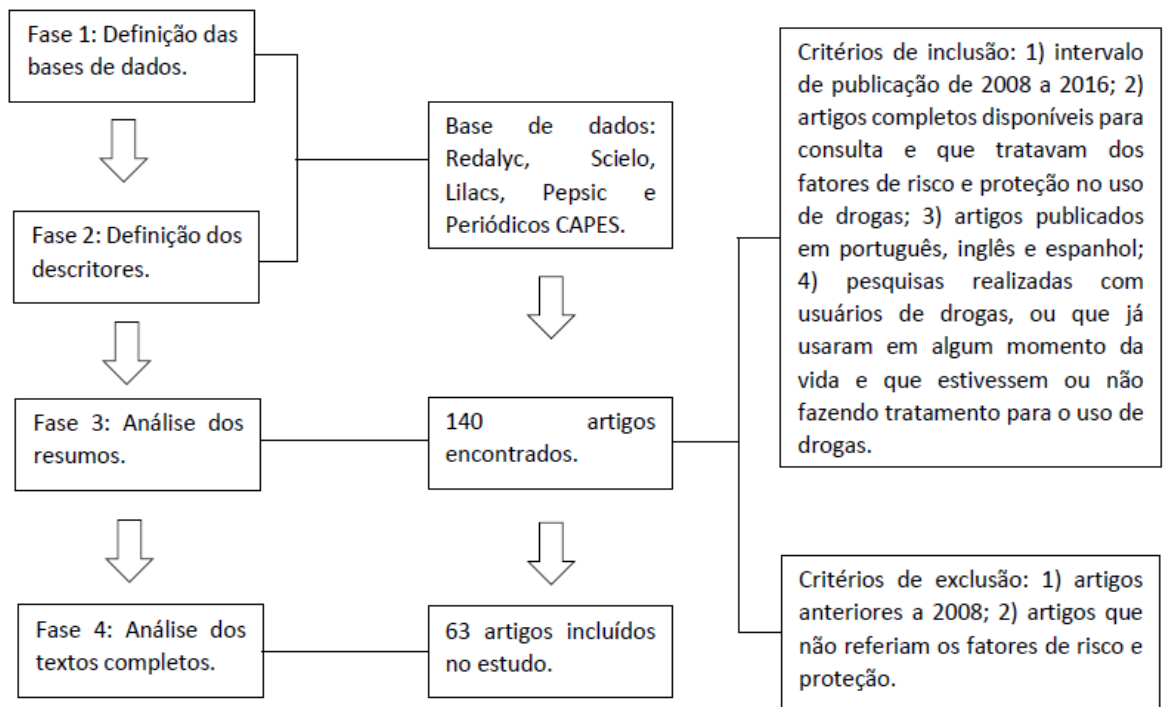 Fase 1: Definição das
bases de dados.
Fase 2: Definição dos
descritores.
Fase 3: Análise dos
resumos.
Fase 4: Análise dos
textos completos.
Base de dados:
Redalyc, Scielo,
Lilacs, Pepsic e
Periódicos CAPES.
140 artigos
encontrados.
63 artigos incluídos
no estudo.
Critérios de inclusão: 1) intervalo
de publicação de 2008 a 2016; 2)
artigos completos disponíveis para
consulta e que tratavam dos
fatores de risco e proteção no uso
de drogas; 3) artigos publicados
em português, inglês e espanhol;
4) pesquisas realizadas com
usuários de drogas, ou que já
usaram em algum momento da
vida e que estivessem ou não
fazendo tratamento para o uso de
drogas.
Critérios de exclusão: 1) artigos
anteriores a 2008; 2) artigos que
não referiam os fatores de risco e
proteção.